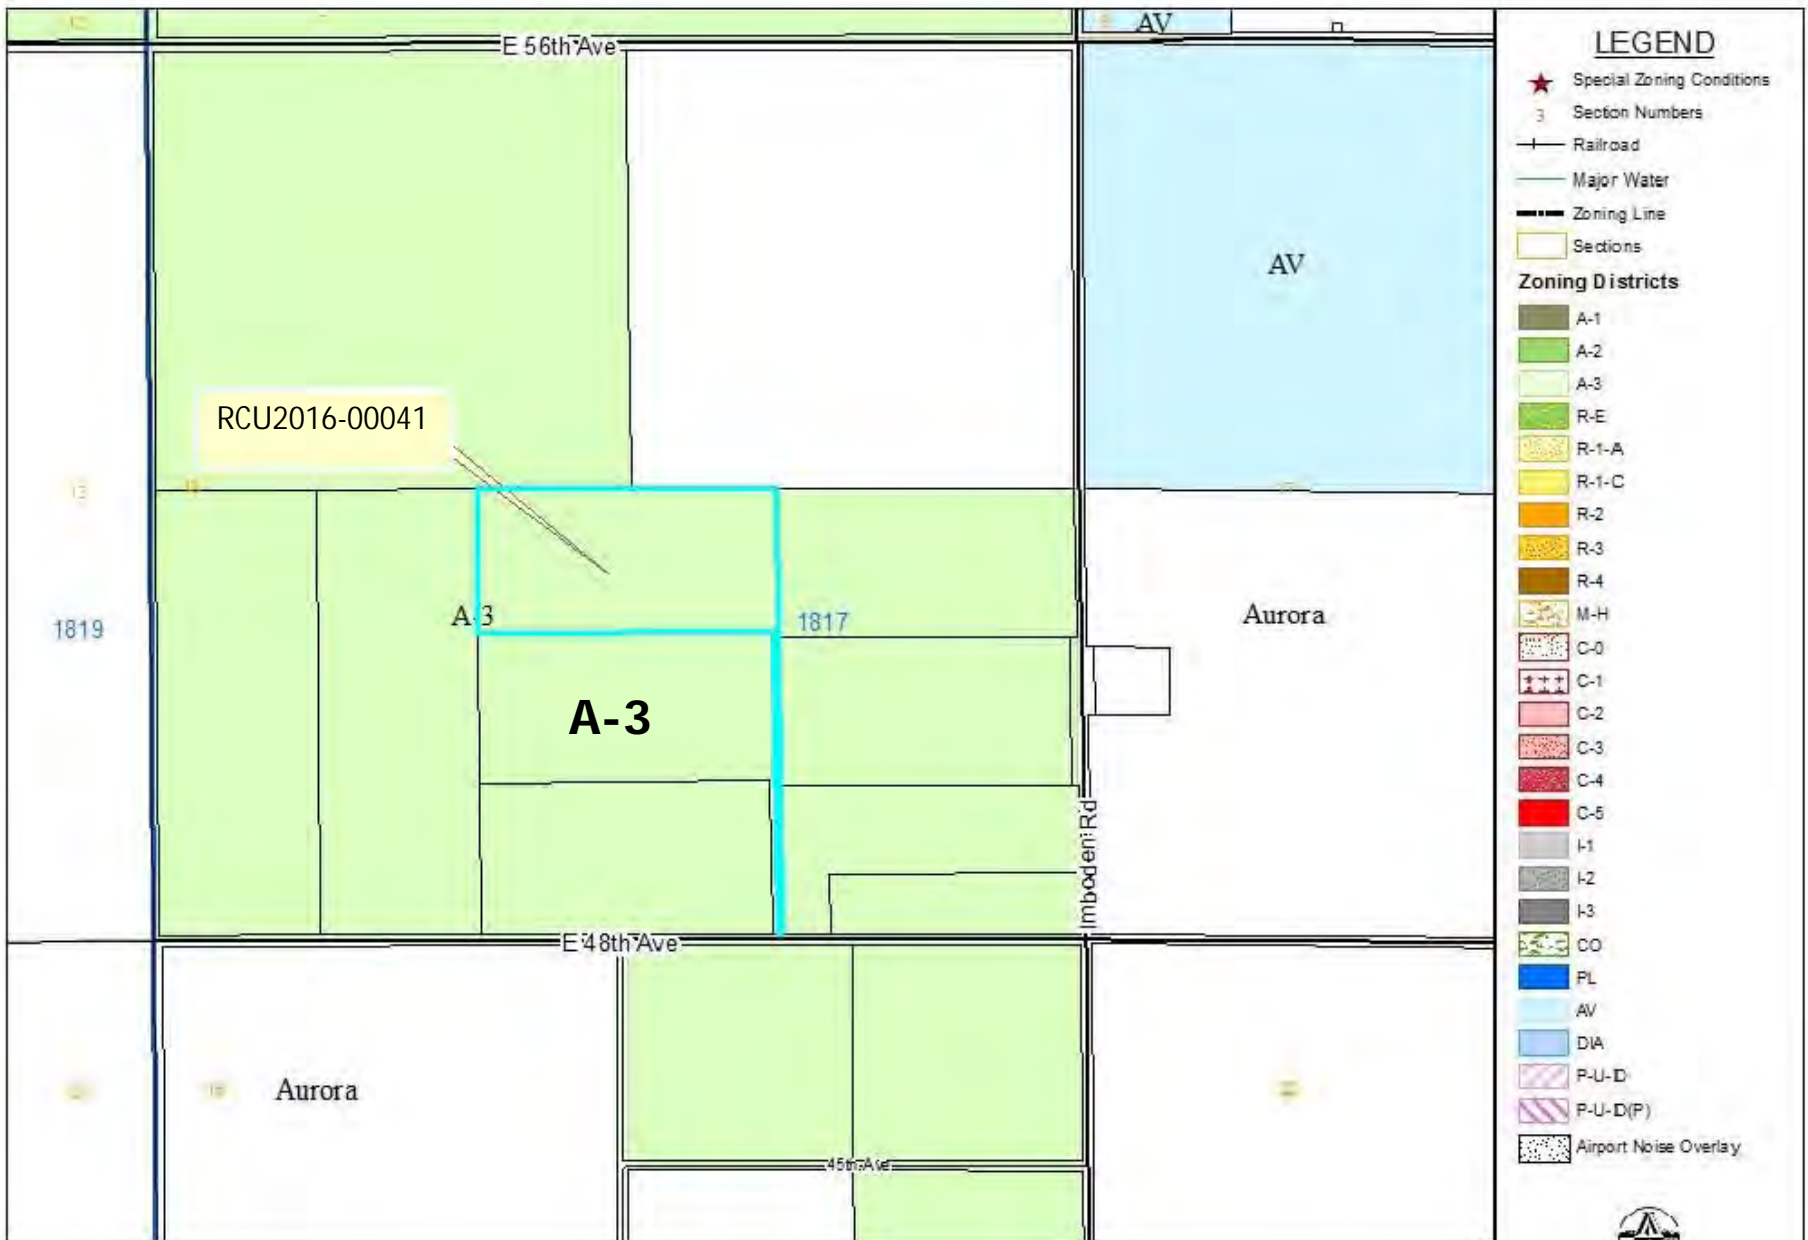 AV
E 56th Ave
AV
RCU2016-00041
13
A-3
1819
1817
Aurora
A-3
Imboden Rd
E 48th Ave
Aurora
45th Ave
LEGEND
Special Zoning Conditions
3 Section Numbers
Railroad
Major Water
Zoning Line
Sections
Zoning Districts
A-1
A-2
A-3
R-E
R-1-A
R-1-C
R-2
R-3
R-4
M-H
C-0
C-1
C-2
C-3
C-4
C-5
I-1
I-2
I-3
CO
PL
AV
DIA
P-U-D
P-U-D(P)
Airport Noise Overlay